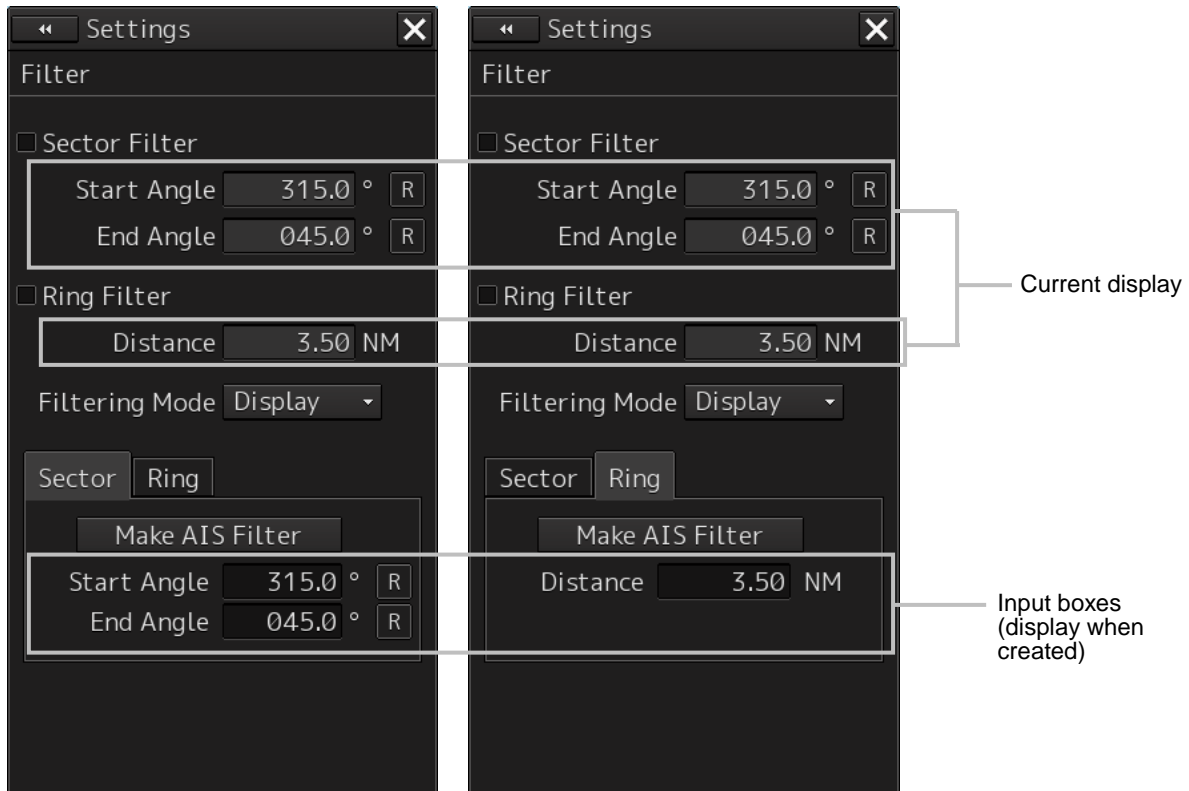 Settings
Filter
Sector Filter
Start Angle 315.0 ° R
End Angle 045.0 ° R
Ring Filter
Distance 3.50 NM
Filtering Mode Display
Sector Ring
Make AIS Filter
Start Angle 315.0 ° R
End Angle 045.0 ° R
Settings
Filter
Sector Filter
Start Angle 315.0 ° R
End Angle 045.0 ° R
Ring Filter
Distance 3.50 NM
Filtering Mode Display
Sector Ring
Make AIS Filter
Distance 3.50 NM
Current display
Input boxes
(display when
created)